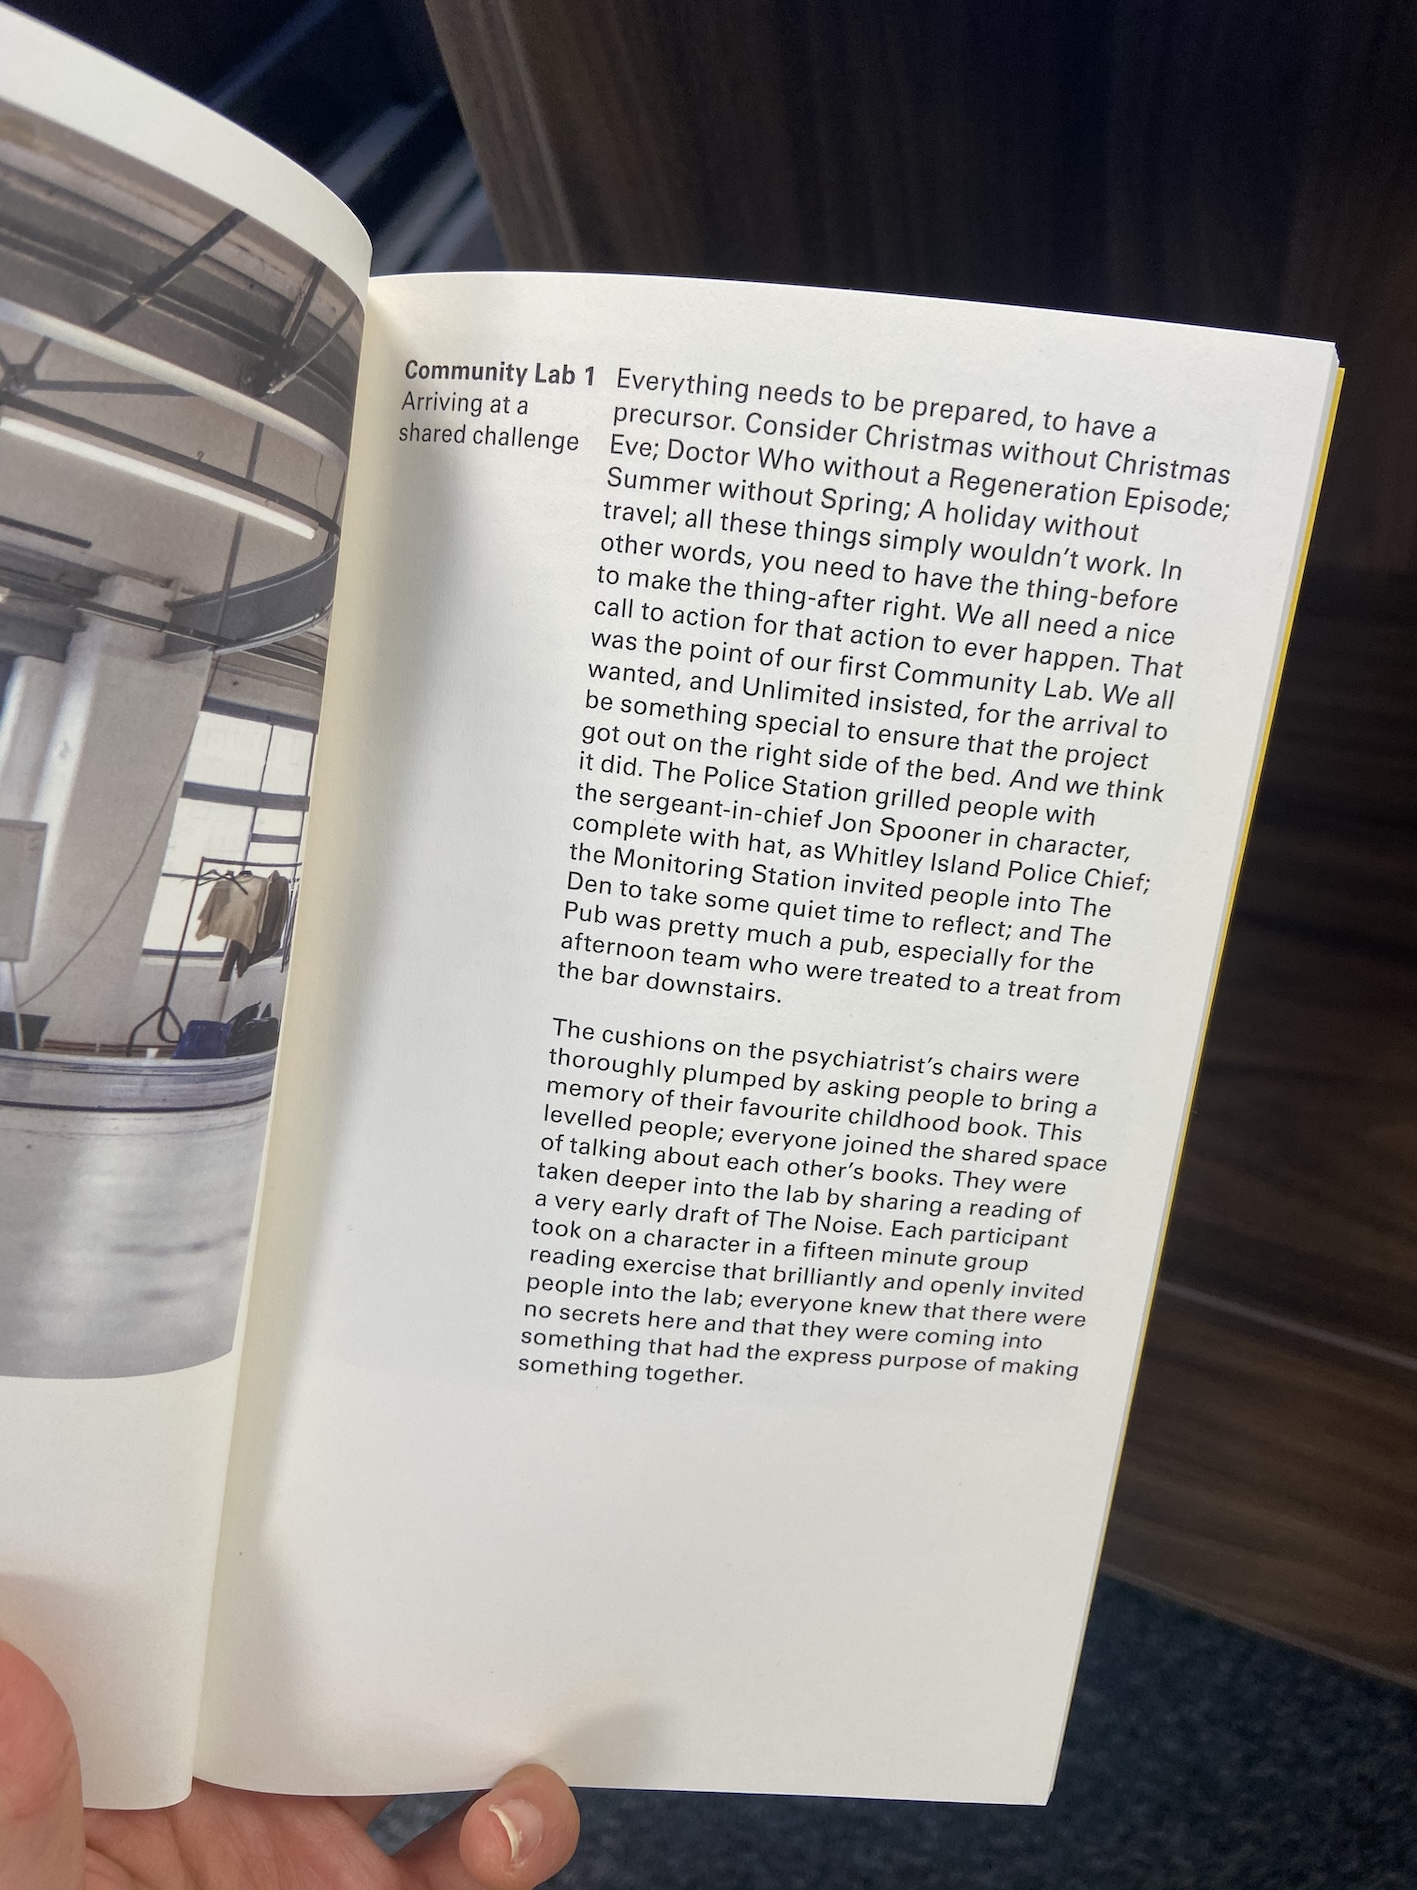 Community Lab 1
Arriving at a
shared challenge
Everything needs to be prepared, to have a
precursor. Consider Christmas without Christmas
Eve; Doctor Who without a Regeneration Episode;
Summer without Spring; A holiday without
travel; all these things simply wouldn't work. In
other words, you need to have the thing-before
to make the thing-after right. We all need a nice
call to action for that action to ever happen. That
was the point of our first Community Lab. We all
wanted, and Unlimited insisted, for the arrival to
be something special to ensure that the project
got out on the right side of the bed. And we think
it did. The Police Station grilled people with
the sergeant-in-chief Jon Spooner in character,
complete with hat, as Whitley Island Police Chief;
the Monitoring Station invited people into The
Den to take some quiet time to reflect; and The
Pub was pretty much a pub, especially for the
afternoon team who were treated to a treat from
the bar downstairs.
The cushions on the psychiatrist's chairs were
thoroughly plumped by asking people to bring a
memory of their favourite childhood book. This
levelled people; everyone joined the shared space
of talking about each other's books. They were
taken deeper into the lab by sharing a reading of
a very early draft of The Noise. Each participant
took on a character in a fifteen minute group
reading exercise that brilliantly and openly invited
people into the lab; everyone knew that there were
no secrets here and that they were coming into
something that had the express purpose of making
something together.